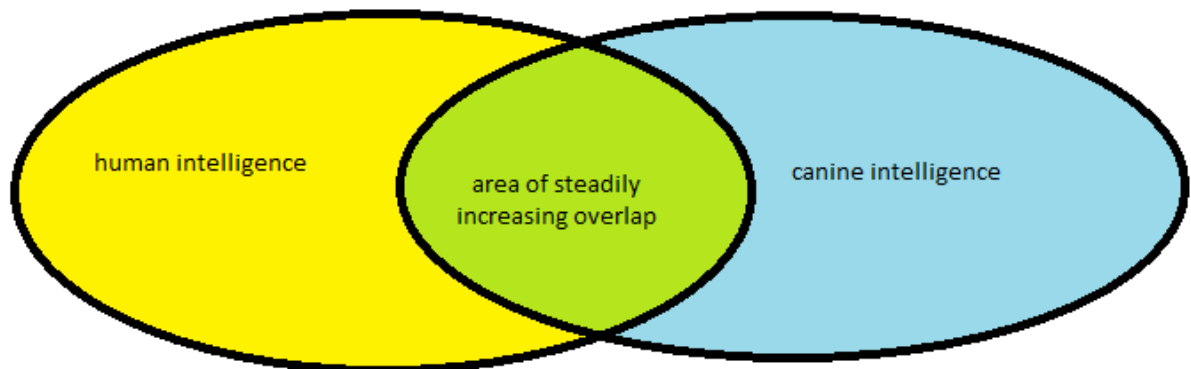 human intelligence
area of steadily
increasing overlap
canine intelligence